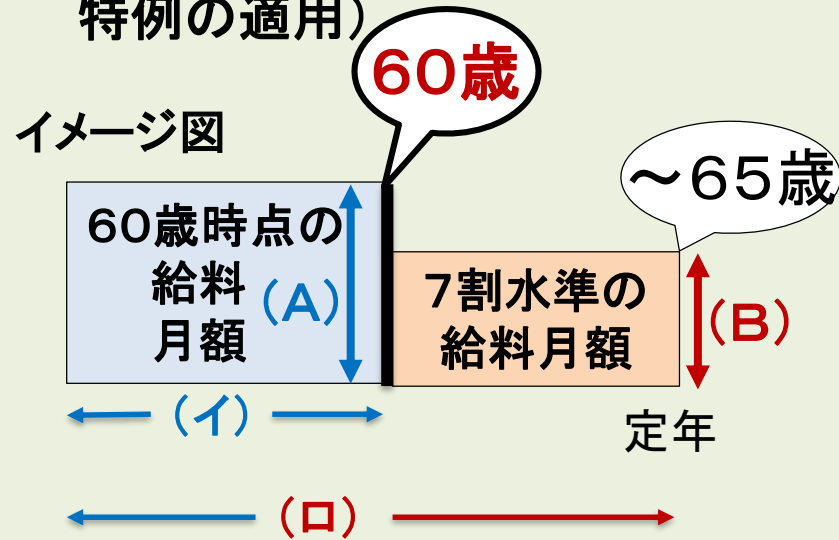 特例の適用）
60歳
イメージ図
～65歳
60歳時点の
給料
月額
（A）
7割水準の
給料月額
（B）
（イ）
定年
（ロ）